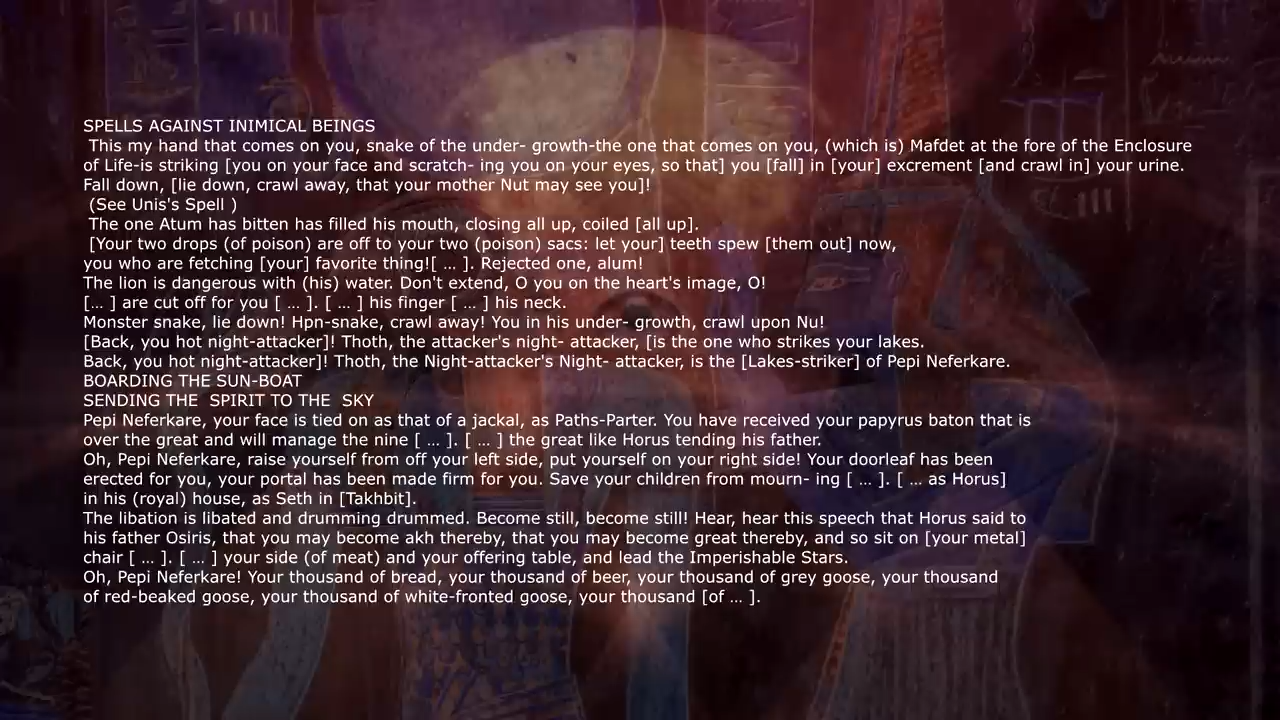 SPELLS AGAINST INIMICAL BEINGS
This my hand that comes on you, snake of the under- growth-the one that comes on you, (which is) Mafdet at the fore of the Enclosure
of Life-is striking [you on your face and scratch- ing you on your eyes, so that] you [fall] in [your] excrement [and crawl in] your urine.
Fall down, [lie down, crawl away, that your mother Nut may see you]!
(See Unis's Spell )
The one Atum has bitten has filled his mouth, closing all up, coiled [all up].
[Your two drops (of poison) are off to your two (poison) sacs: let your] teeth spew [them out] now,
you who are fetching [your] favorite thing![ … ]. Rejected one, alum!
The lion is dangerous with (his) water. Don't extend, O you on the heart's image, O!
[… ] are cut off for you [ … ]. [ … ] his finger [ … ] his neck.
Monster snake, lie down! Hpn-snake, crawl away! You in his under- growth, crawl upon Nu!
[Back, you hot night-attacker]! Thoth, the attacker's night- attacker, [is the one who strikes your lakes.
Back, you hot night-attacker]! Thoth, the Night-attacker's Night- attacker, is the [Lakes-striker] of Pepi Neferkare.
BOARDING THE SUN-BOAT
SENDING THE  SPIRIT TO THE  SKY
Pepi Neferkare, your face is tied on as that of a jackal, as Paths-Parter. You have received your papyrus baton that is
over the great and will manage the nine [ … ]. [ … ] the great like Horus tending his father.
Oh, Pepi Neferkare, raise yourself from off your left side, put yourself on your right side! Your doorleaf has been
erected for you, your portal has been made firm for you. Save your children from mourn- ing [ … ]. [ … as Horus]
in his (royal) house, as Seth in [Takhbit].
The libation is libated and drumming drummed. Become still, become still! Hear, hear this speech that Horus said to
his father Osiris, that you may become akh thereby, that you may become great thereby, and so sit on [your metal]
chair [ … ]. [ … ] your side (of meat) and your offering table, and lead the Imperishable Stars.
Oh, Pepi Neferkare! Your thousand of bread, your thousand of beer, your thousand of grey goose, your thousand
of red-beaked goose, your thousand of white-fronted goose, your thousand [of … ].